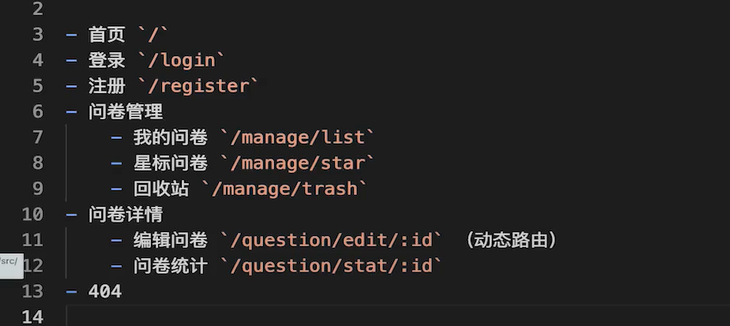 2
3 - 首页 `/`
4 - 登录 `/login`
5 - 注册 `/register`
6 - 问卷管理
7 - 我的问卷 `/manage/list`
8 - 星标问卷 `/manage/star`
9 - 回收站 `/manage/trash`
10 - 问卷详情
11 - 编辑问卷 `/question/edit/:id` （动态路由）
/src/ 12 - 问卷统计 `/question/stat/:id`
13 - 404
14